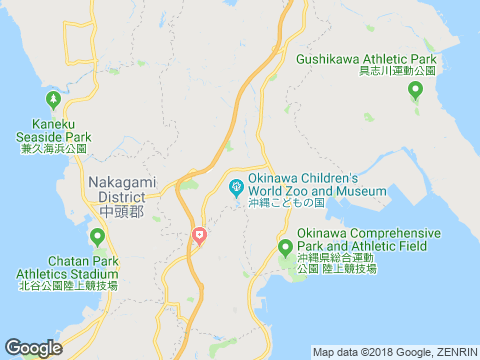 Gushikawa Athletic Park
具志川運動公園
Kaneku
Seaside Park
兼久海浜公園
Nakagami
District
中頭郡
Okinawa Children's
World Zoo and Museum
沖縄こどもの国
Okinawa Comprehensive
Park and Athletic Field
沖縄県総合運動
公園 陸上競技場
Chatan Park
Athletics Stadium
北谷公園陸上競技場
Google
Map data ©2018 Google, ZENRIN